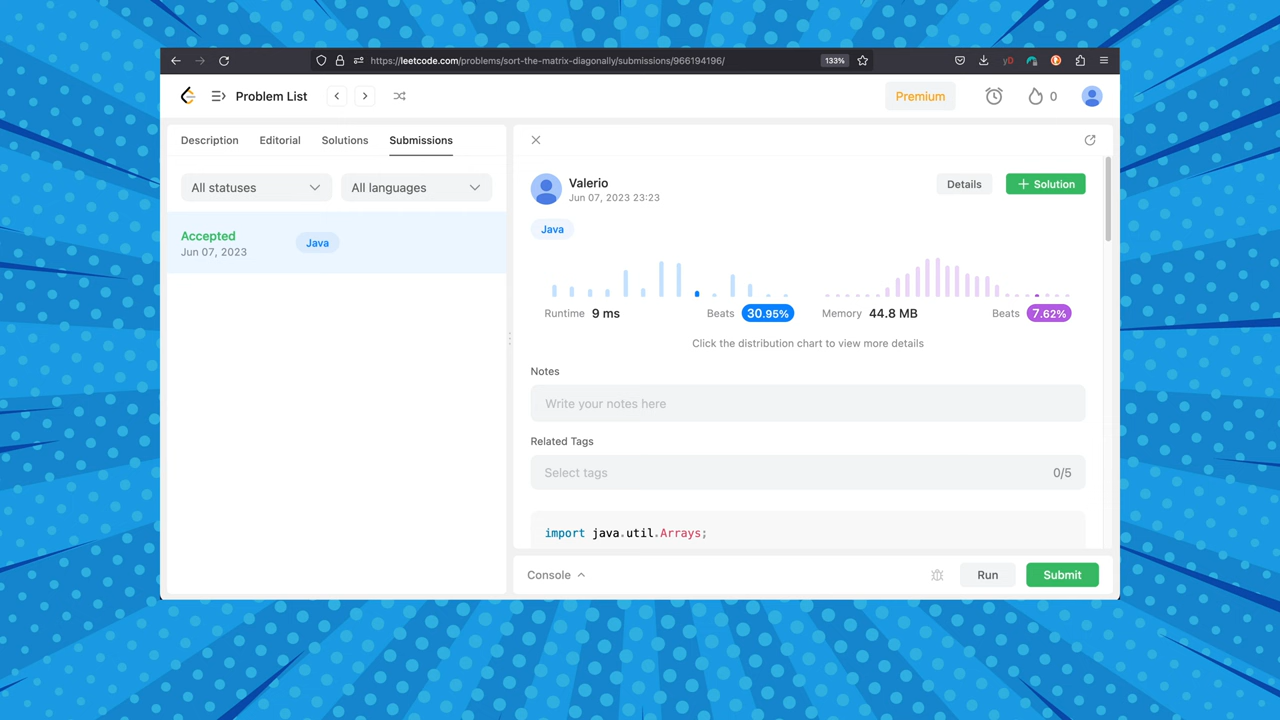 https://leetcode.com/problems/sort-the-matrix-diagonally/submissions/966194196/
133%
yD
Problem List
Premium
0
Description Editorial Solutions Submissions
All statuses All languages
Accepted
Jun 07, 2023
Java
Valerio
Jun 07, 2023 23:23
Details
+ Solution
Java
Runtime 9 ms Beats 30.95% Memory 44.8 MB Beats 7.62%
Click the distribution chart to view more details
Notes
Write your notes here
Related Tags
Select tags 0/5
import java.util.Arrays;
Console Run Submit